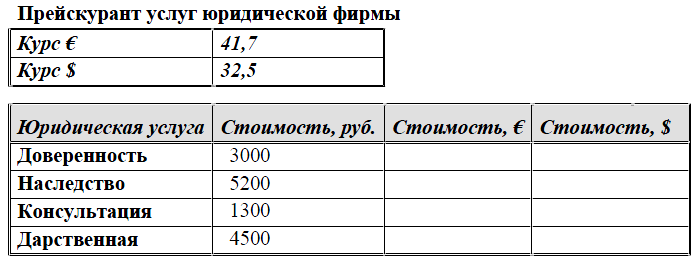 Прейскурант услуг юридической фирмы
Курс € 41,7
Курс $ 32,5
Юридическая услуга Стоимость, руб. Стоимость, € Стоимость, $
Доверенность 3000
Наследство 5200
Консультация 1300
Дарственная 4500